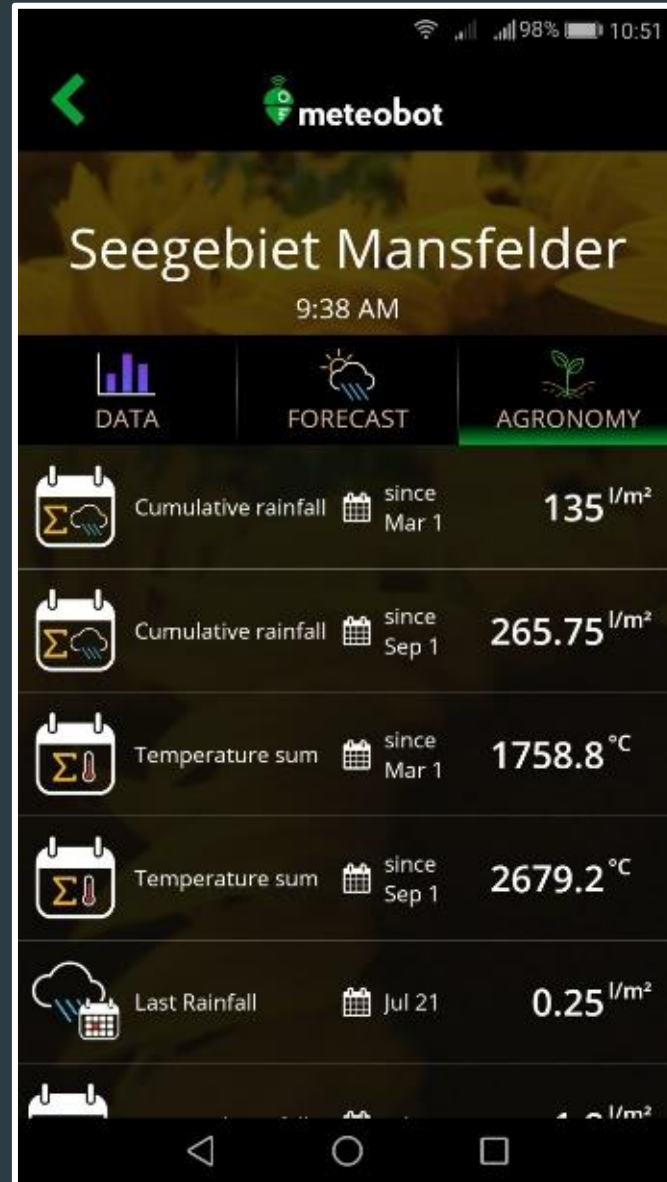 98% 10:51
meteobot
Seegebiet Mansfelder
9:38 AM
DATA FORECAST AGRONOMY
Cumulative rainfall since Mar 1 135 l/m²
Cumulative rainfall since Sep 1 265.75 l/m²
Temperature sum since Mar 1 1758.8 °C
Temperature sum since Sep 1 2679.2 °C
Last Rainfall Jul 21 0.25 l/m²
l/m²